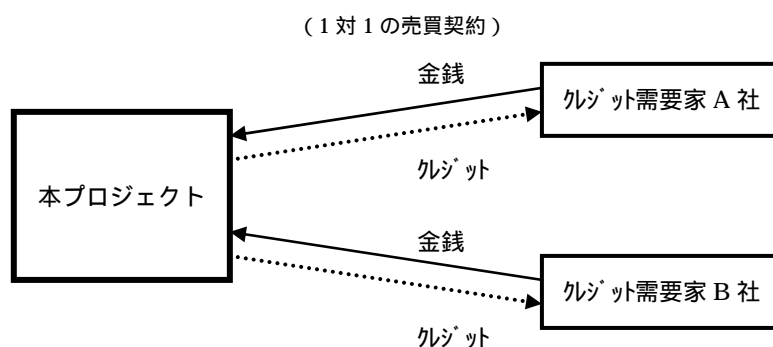 （1 対 1 の売買契約）
金銭
ｸﾚｼﾞｯﾄ需要家 A 社
ｸﾚｼﾞｯﾄ
本プロジェクト
金銭
ｸﾚｼﾞｯﾄ需要家 B 社
ｸﾚｼﾞｯﾄ